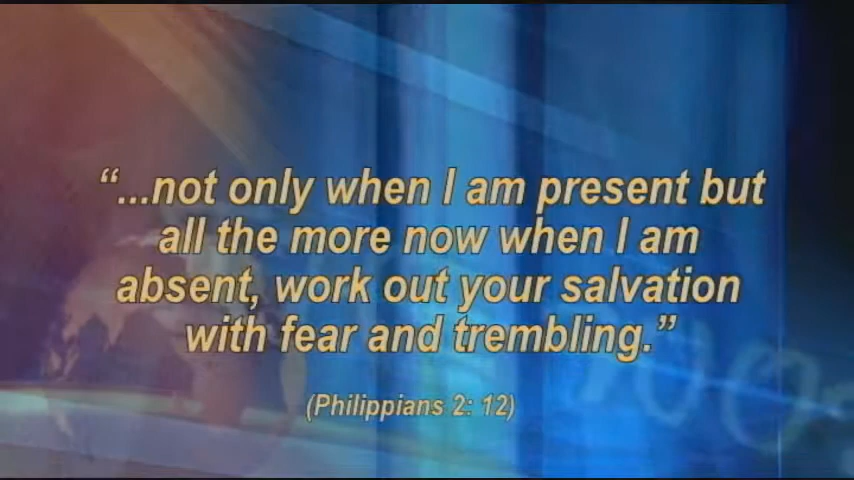 “...not only when I am present but
all the more now when I am
absent, work out your salvation
with fear and trembling.”
(Philippians 2: 12)